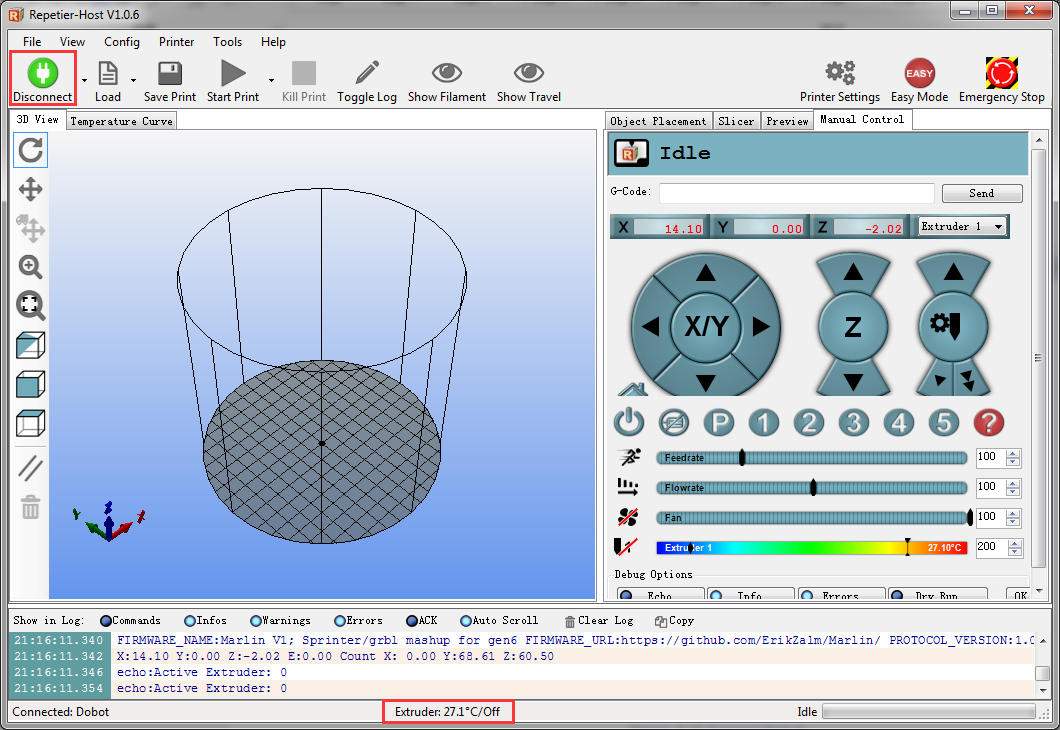 Repetier-Host V1.0.6
File View Config Printer Tools Help
Disconnect Load Save Print Start Print Kill Print Toggle Log Show Filament Show Travel Printer Settings EASY Easy Mode Emergency Stop
3D View Temperature Curve
Object Placement Slicer Preview Manual Control
R Idle
G-Code: Send
X 14.10 Y 0.00 Z -2.02 Extruder 1
X/Y Z
P 1 2 3 4 5 ?
Feedrate 100
Flowrate 100
Fan 100
Extruder 1 27.10°C 200
Debug Options
Echo Info Errors Dry Run OK
Y Z X
Show in Log: Commands Infos Warnings Errors ACK Auto Scroll Clear Log Copy
21:16:11.340 FIRMWARE_NAME:Marlin V1; Sprinter/grbl mashup for gen6 FIRMWARE_URL:https://github.com/ErikZalm/Marlin/ PROTOCOL_VERSION:1.0
21:16:11.342 X:14.10 Y:0.00 Z:-2.02 E:0.00 Count X: 0.00 Y:68.61 Z:60.50
21:16:11.346 echo:Active Extruder: 0
21:16:11.354 echo:Active Extruder: 0
Connected: Dobot Extruder: 27.1°C/Off Idle